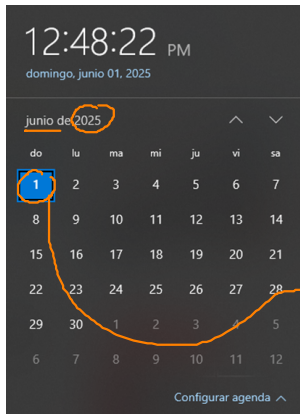 12:48:22 PM
domingo, junio 01, 2025
junio de 2025
do lu ma mi ju vi sa
1 2 3 4 5 6 7
8 9 10 11 12 13 14
15 16 17 18 19 20 21
22 23 24 25 26 27 28
29 30 1 2 3 4 5
6 7 8 9 10 11 12
Configurar agenda